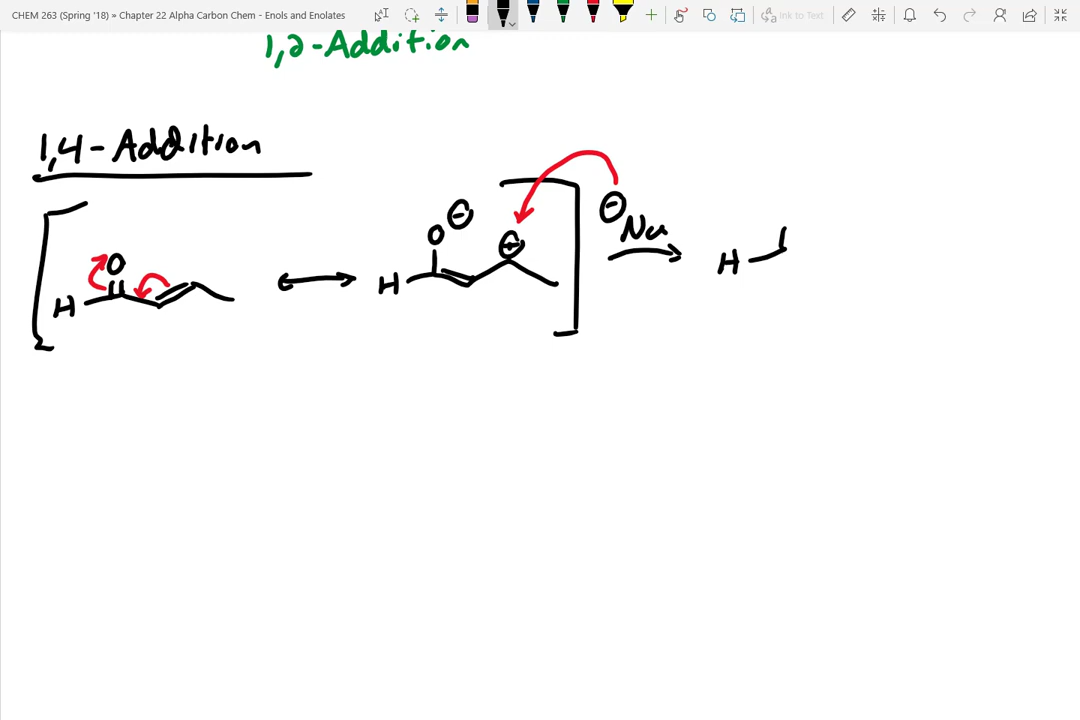 CHEM 263 (Spring '18) » Chapter 22 Alpha Carbon Chem - Enols and Enolates
Ink to Text
1,2-Addition
1,4-Addition
O
H
O ⊖
⊕
H
⊖
Nu
H